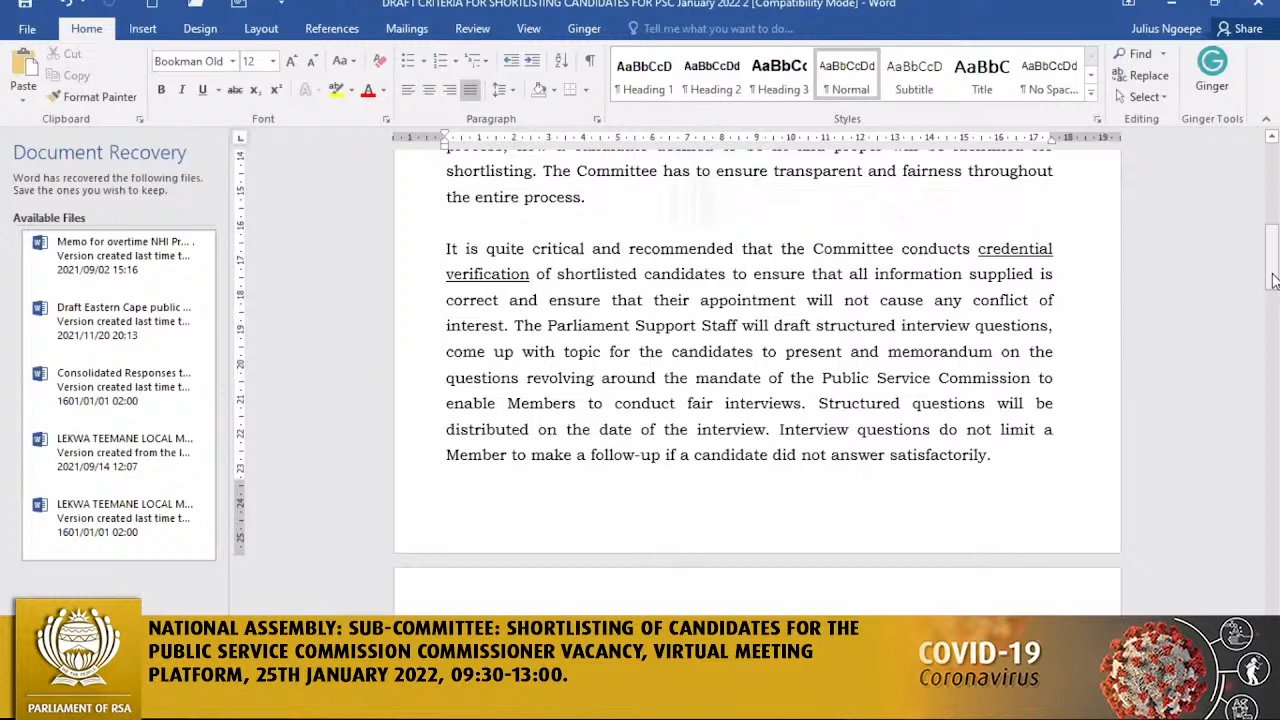 DRAFT CRITERIA FOR SHORTLISTING CANDIDATES FOR PSC January 2022 2 [Compatibility Mode] - Word
File Home Insert Design Layout References Mailings Review View Ginger Tell me what you want to do... Julius Ngoepe Share
Paste
Cut
Copy
Format Painter
Clipboard
Bookman Old 12
Font
Paragraph
AaBbCcD AaBbCcDd AaBbCc AaBbCcDd AaBbCcD AaBbC AaBbCcDd
¶ Heading 1 ¶ Heading 2 ¶ Heading 3 ¶ Normal Subtitle Title ¶ No Spac...
Styles
Find
Replace
Select
Editing
Ginger
Ginger Tools
Document Recovery
Word has recovered the following files.
Save the ones you wish to keep.
Available Files
Memo for overtime NHI Pr...
Version created last time t...
2021/09/02 15:16
Draft Eastern Cape public ...
Version created last time t...
2021/11/20 20:13
Consolidated Responses t...
Version created last time t...
1601/01/01 02:00
LEKWA TEEMANE LOCAL M...
Version created from the l...
2021/09/14 12:07
LEKWA TEEMANE LOCAL M...
Version created last time t...
1601/01/01 02:00
shortlisting. The Committee has to ensure transparent and fairness throughout
the entire process.
It is quite critical and recommended that the Committee conducts credential
verification of shortlisted candidates to ensure that all information supplied is
correct and ensure that their appointment will not cause any conflict of
interest. The Parliament Support Staff will draft structured interview questions,
come up with topic for the candidates to present and memorandum on the
questions revolving around the mandate of the Public Service Commission to
enable Members to conduct fair interviews. Structured questions will be
distributed on the date of the interview. Interview questions do not limit a
Member to make a follow-up if a candidate did not answer satisfactorily.
NATIONAL ASSEMBLY: SUB-COMMITTEE: SHORTLISTING OF CANDIDATES FOR THE
PUBLIC SERVICE COMMISSION COMMISSIONER VACANCY, VIRTUAL MEETING
PLATFORM, 25TH JANUARY 2022, 09:30-13:00.
PARLIAMENT OF RSA
COVID-19
Coronavirus